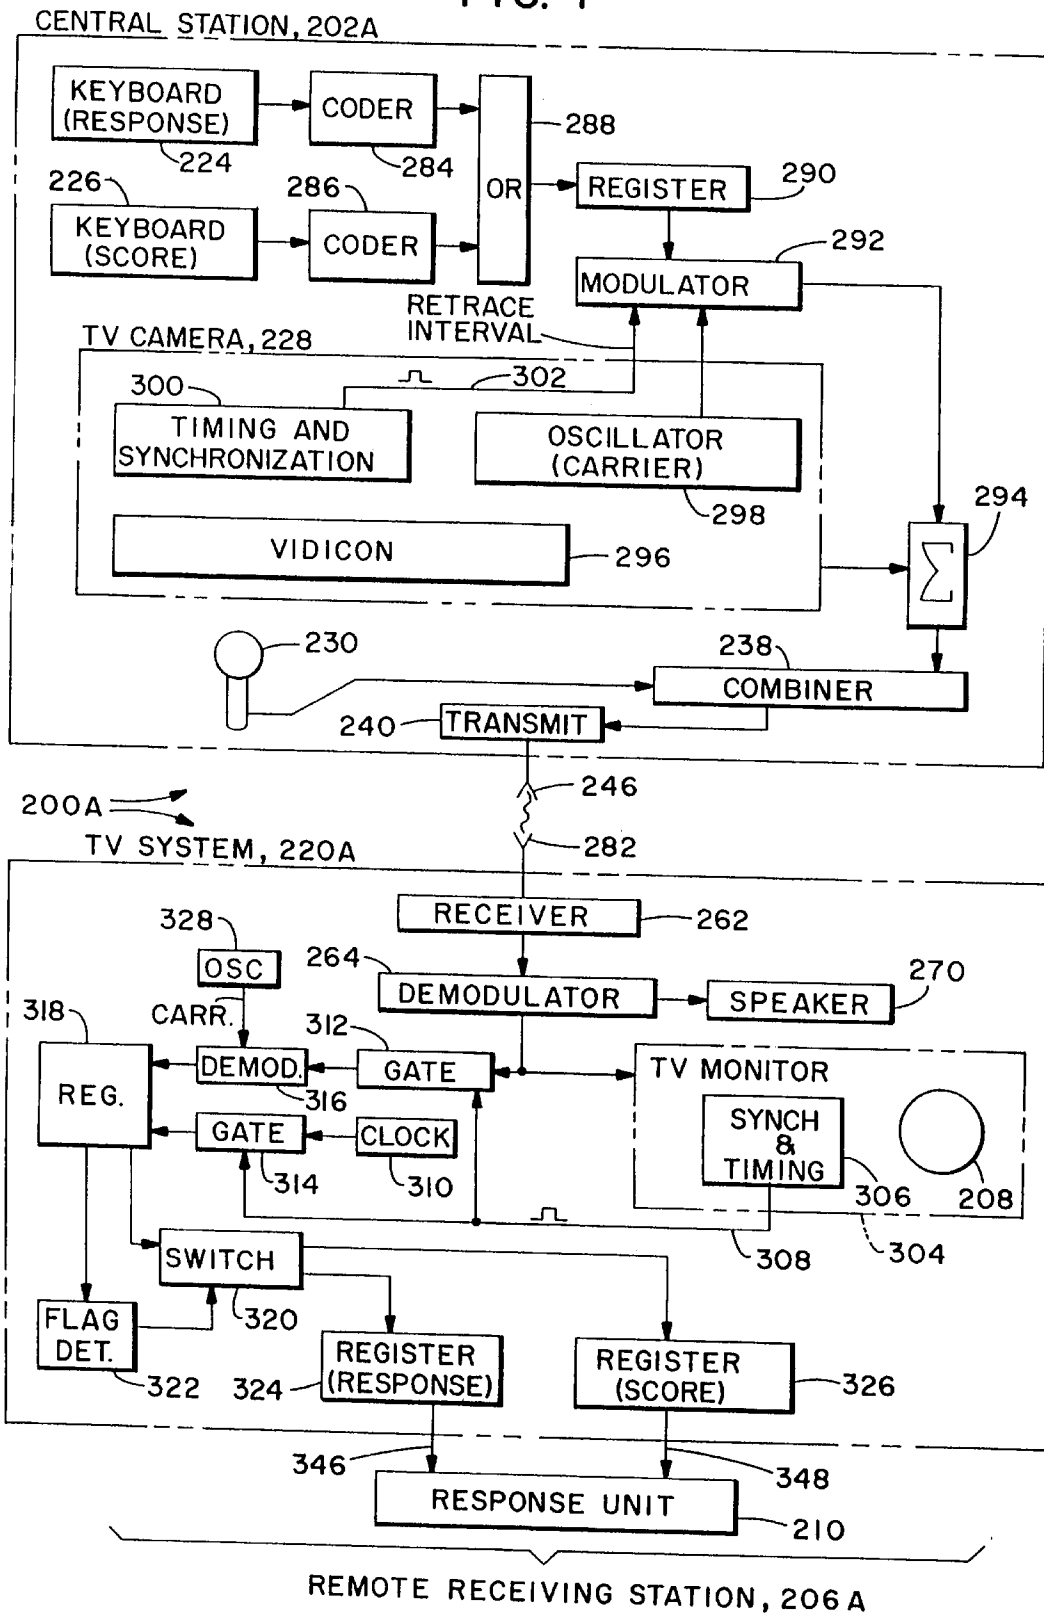 CENTRAL STATION, 202A
KEYBOARD
(RESPONSE)
224
CODER
284
288
OR
226
KEYBOARD
(SCORE)
286
CODER
REGISTER
290
292
MODULATOR
RETRACE
INTERVAL
TV CAMERA, 228
300
302
TIMING AND
SYNCHRONIZATION
OSCILLATOR
(CARRIER)
298
294
Σ
VIDICON
296
230
238
COMBINER
240
TRANSMIT
246
200A
282
TV SYSTEM, 220A
RECEIVER
262
328
OSC
264
DEMODULATOR
270
SPEAKER
CARR.
318
REG.
312
DEMOD.
316
GATE
TV MONITOR
SYNCH
&
TIMING
306
208
304
GATE
314
CLOCK
310
308
SWITCH
320
FLAG
DET.
322
324
REGISTER
(RESPONSE)
REGISTER
(SCORE)
326
346
348
RESPONSE UNIT
210
REMOTE RECEIVING STATION, 206A